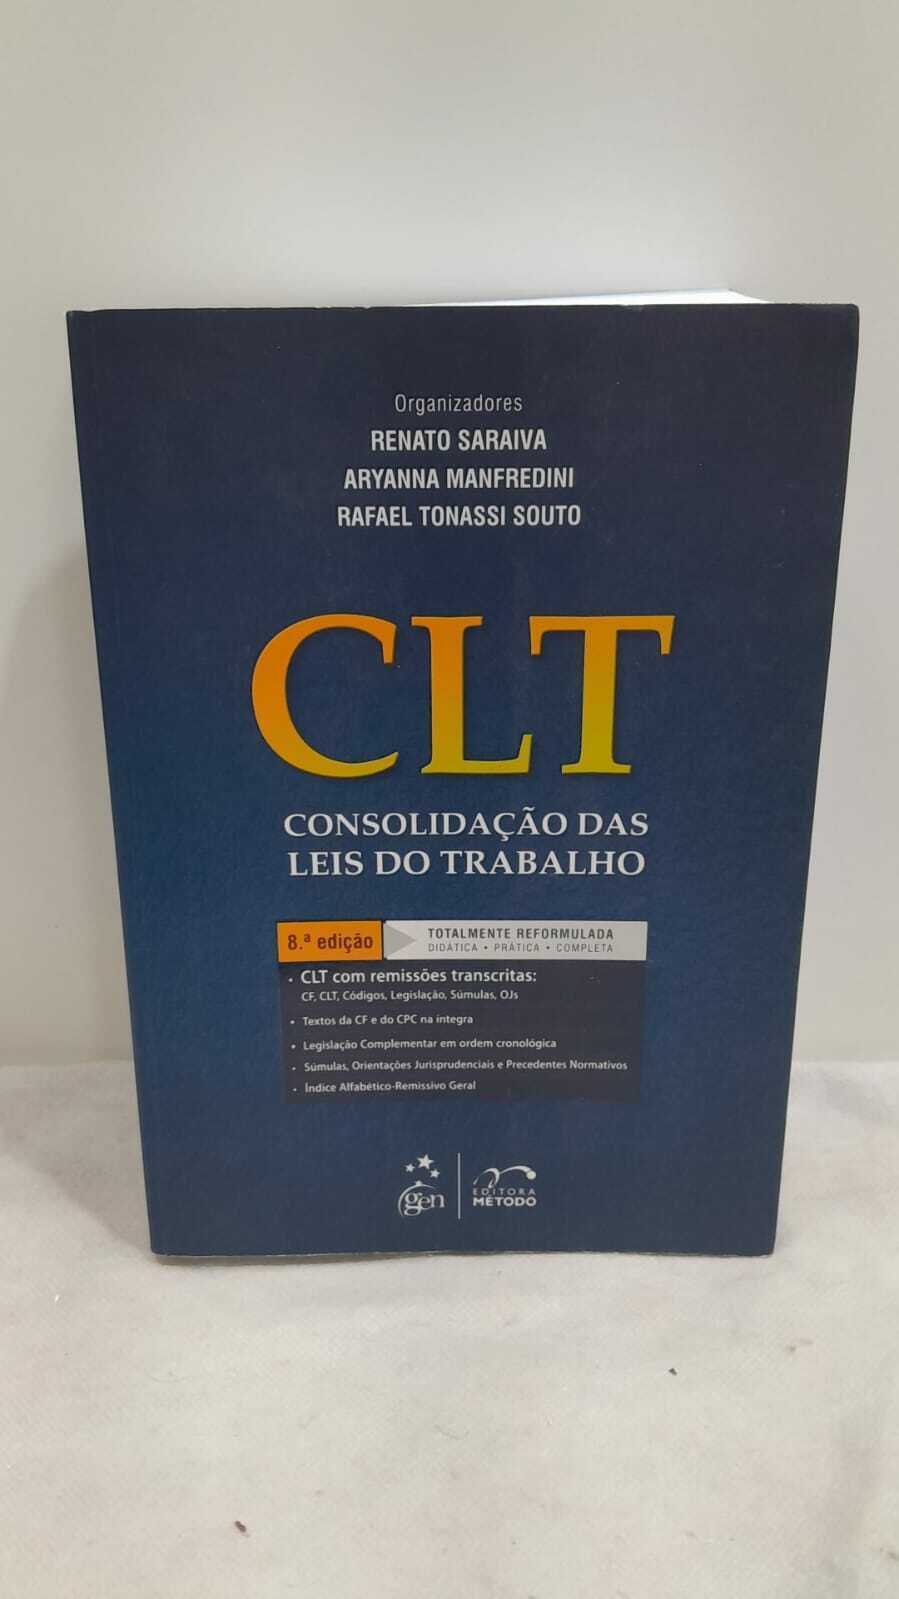 Organizadores
RENATO SARAIVA
ARYANNA MANFREDINI
RAFAEL TONASSI SOUTO
CLT
CONSOLIDAÇÃO DAS
LEIS DO TRABALHO
8.ª edição
TOTALMENTE REFORMULADA
DIDÁTICA • PRÁTICA • COMPLETA
• CLT com remissões transcritas:
CF, CLT, Códigos, Legislação, Súmulas, OJs
• Textos da CF e do CPC na íntegra
• Legislação Complementar em ordem cronológica
• Súmulas, Orientações Jurisprudenciais e Precedentes Normativos
• Índice Alfabético-Remissivo Geral
gen
EDITORA
MÉTODO